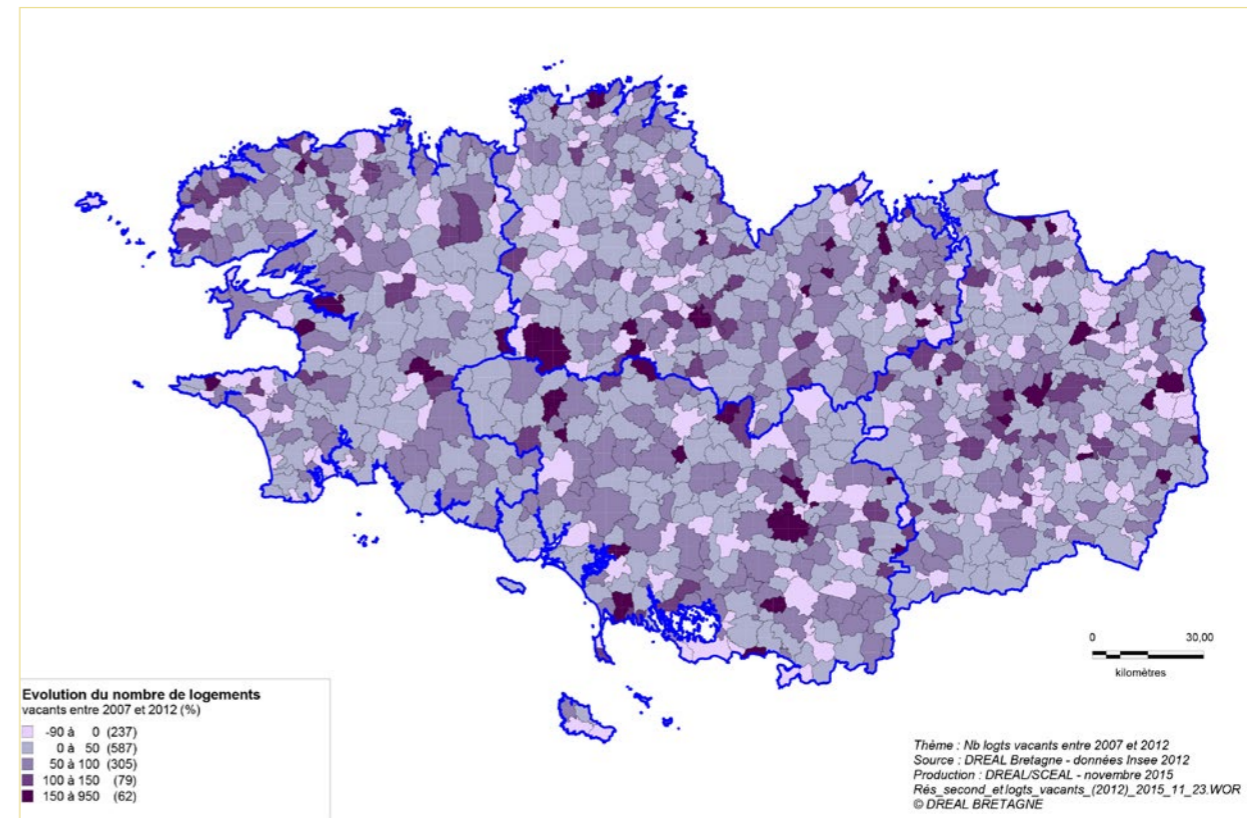 0 30,00
kilomètres
Evolution du nombre de logements
vacants entre 2007 et 2012 (%)
-90 à 0 (237)
0 à 50 (587)
50 à 100 (305)
100 à 150 (79)
150 à 950 (62)
Thème : Nb logts vacants entre 2007 et 2012
Source : DREAL Bretagne - données Insee 2012
Production : DREAL/SCEAL - novembre 2015
Rés_second_etlogts_vacants_(2012)_2015_11_23.WOR
© DREAL BRETAGNE